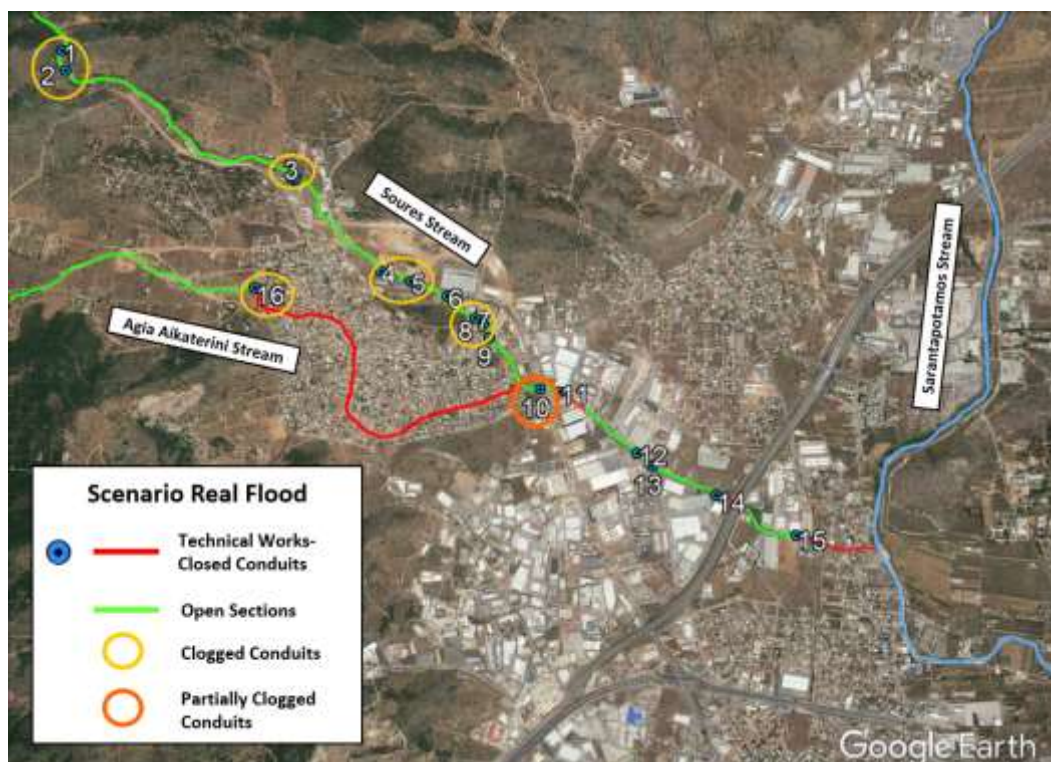 1
2
3
Soures Stream
4
5
6
16
7
8
9
Agia Aikaterini Stream
Sarantapotamos Stream
10
11
12
13
14
15
Scenario Real Flood
Technical Works-
Closed Conduits
Open Sections
Clogged Conduits
Partially Clogged
Conduits
Google Earth